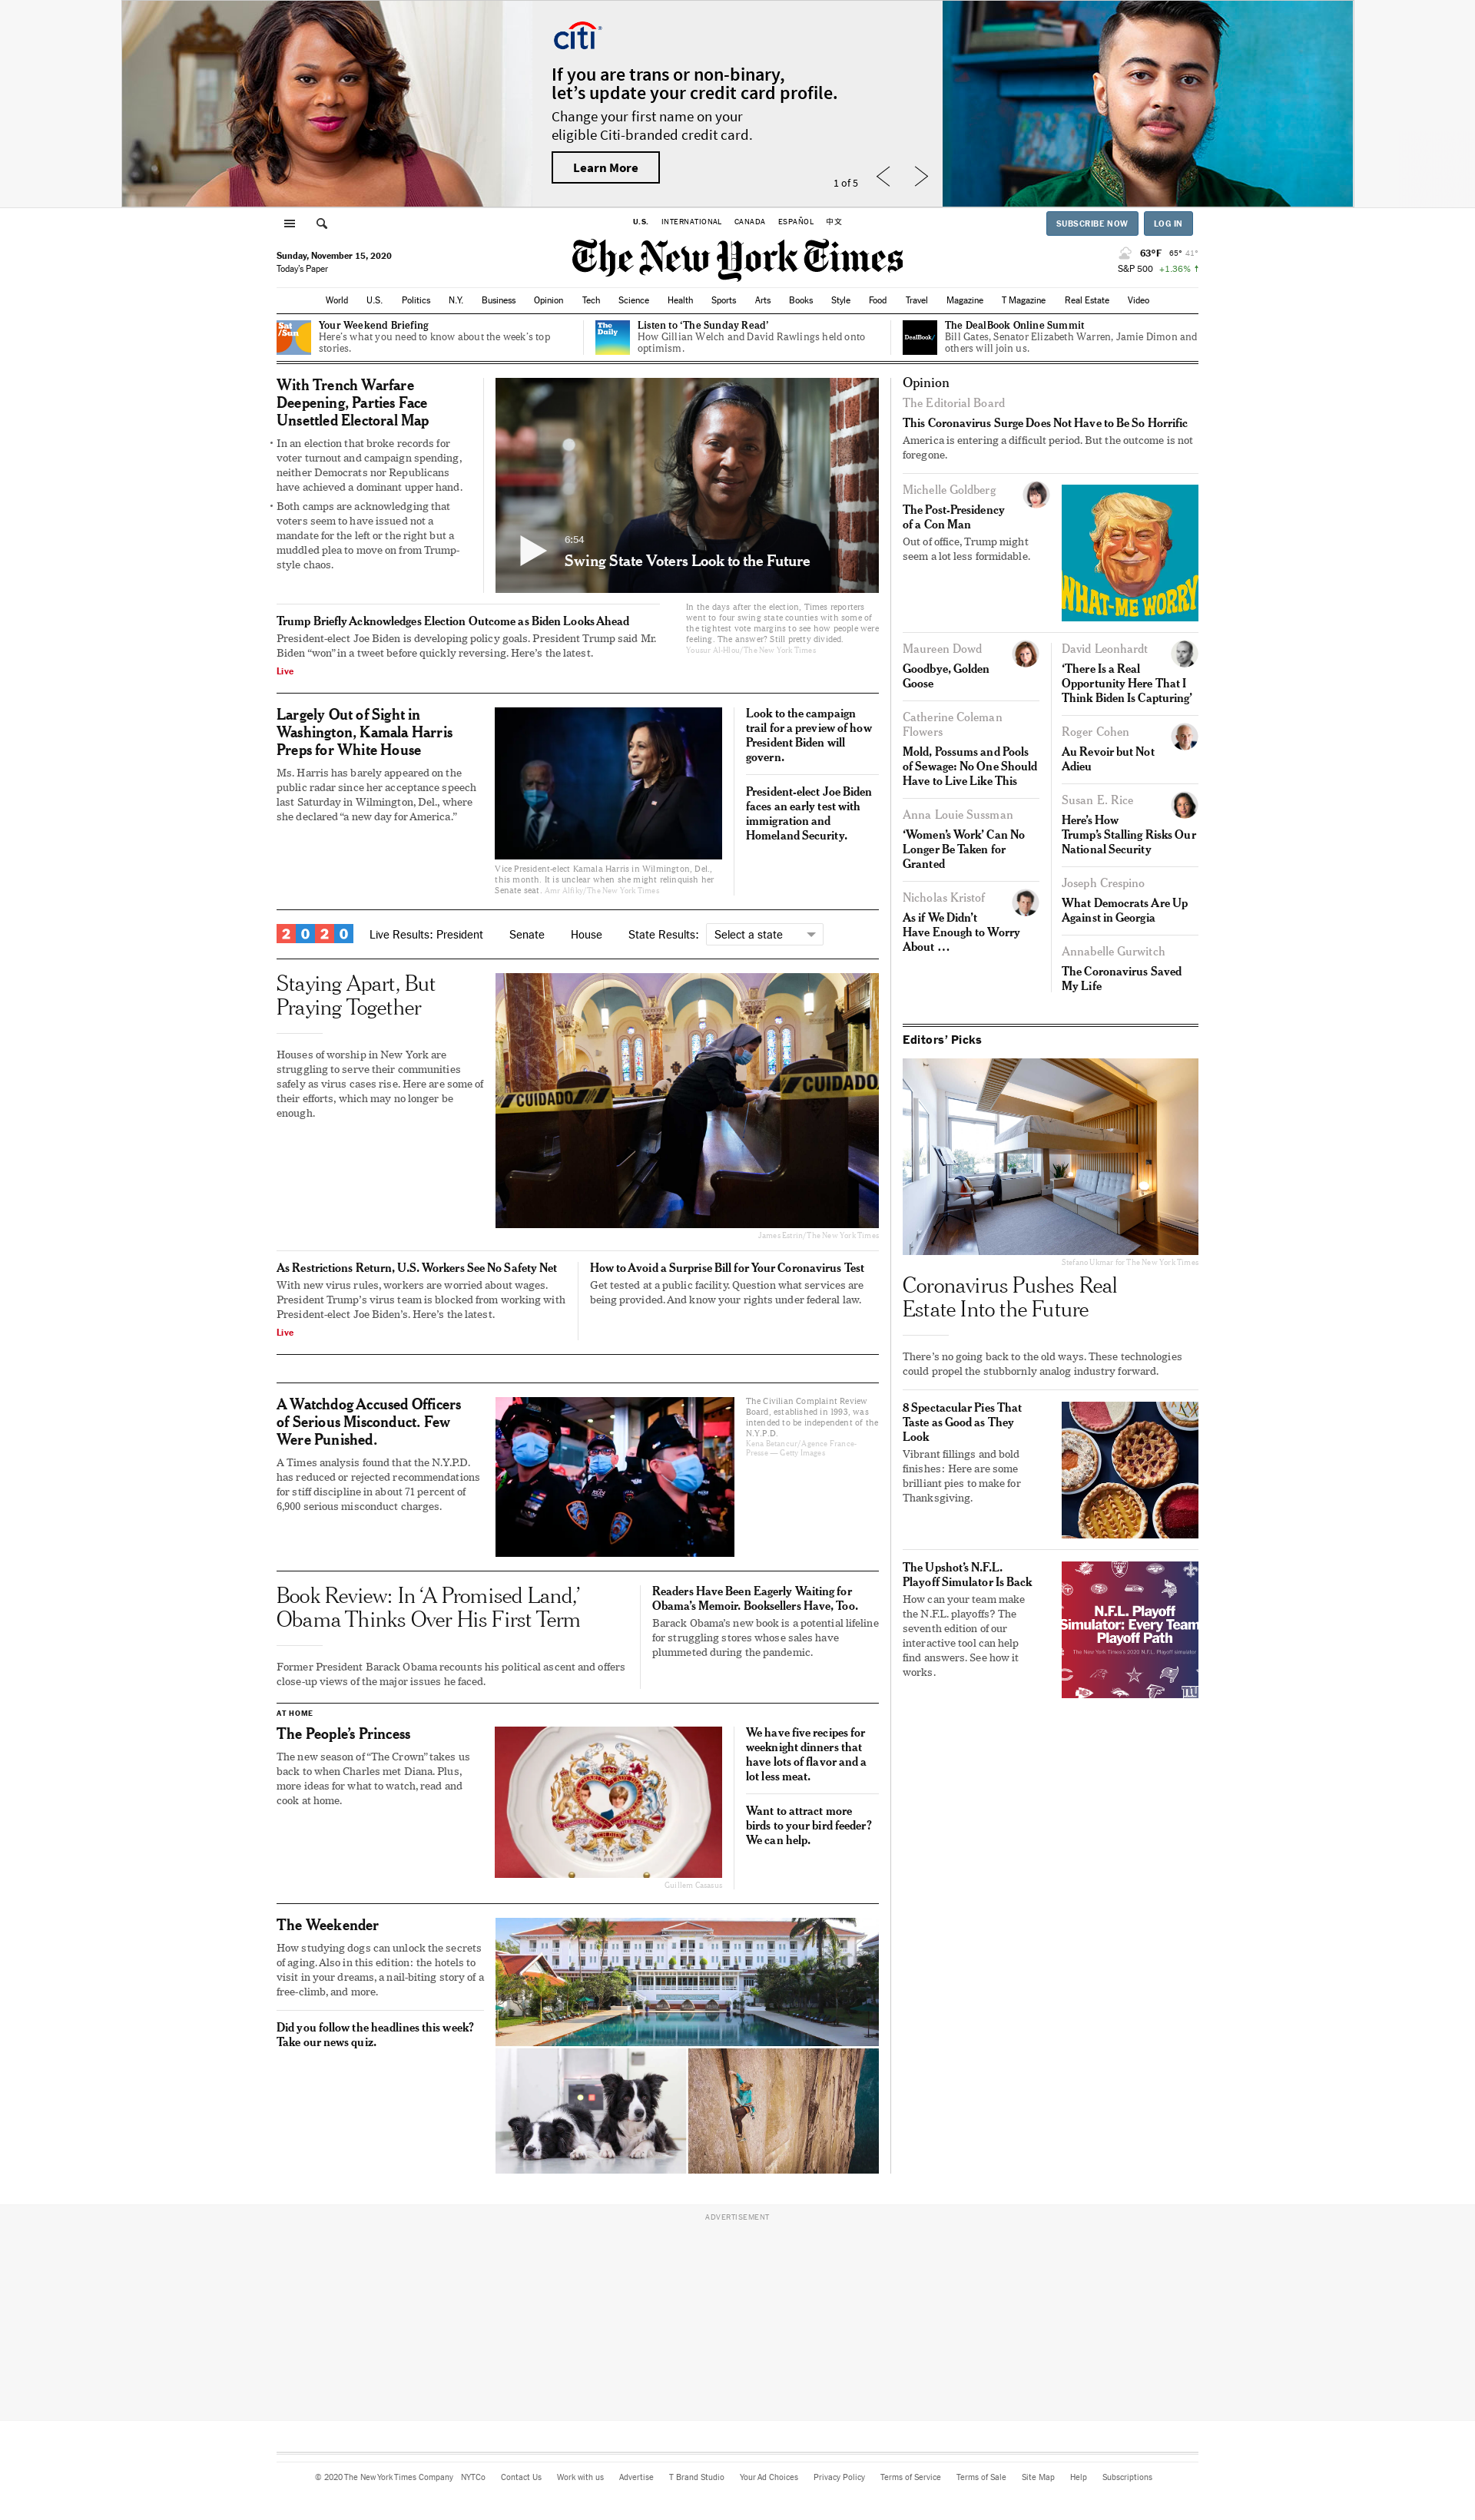 citi
If you are trans or non-binary,
let's update your credit card profile.
Change your first name on your
eligible Citi-branded credit card.
Learn More
1 of 5
U.S.
INTERNATIONAL
CANADA
ESPAÑOL
中文
SUBSCRIBE NOW
LOG IN
Sunday, November 15, 2020
Today's Paper
The New York Times
63°F 65° 41°
S&P 500 +1.36% ↑
World
U.S.
Politics
N.Y.
Business
Opinion
Tech
Science
Health
Sports
Arts
Books
Style
Food
Travel
Magazine
T Magazine
Real Estate
Video
Sat/Sun
Your Weekend Briefing
Here's what you need to know about the week's top
stories.
The
Daily
Listen to 'The Sunday Read'
How Gillian Welch and David Rawlings held onto
optimism.
DealBook/
The DealBook Online Summit
Bill Gates, Senator Elizabeth Warren, Jamie Dimon and
others will join us.
With Trench Warfare
Deepening, Parties Face
Unsettled Electoral Map
• In an election that broke records for
voter turnout and campaign spending,
neither Democrats nor Republicans
have achieved a dominant upper hand.
• Both camps are acknowledging that
voters seem to have issued not a
mandate for the left or the right but a
muddled plea to move on from Trump-
style chaos.
6:54
Swing State Voters Look to the Future
Trump Briefly Acknowledges Election Outcome as Biden Looks Ahead
President-elect Joe Biden is developing policy goals. President Trump said Mr.
Biden “won” in a tweet before quickly reversing. Here's the latest.
Live
In the days after the election, Times reporters
went to four swing state counties with some of
the tightest vote margins to see how people were
feeling. The answer? Still pretty divided.
Yousur Al-Hlou/The New York Times
Largely Out of Sight in
Washington, Kamala Harris
Preps for White House
Ms. Harris has barely appeared on the
public radar since her acceptance speech
last Saturday in Wilmington, Del., where
she declared “a new day for America.”
Vice President-elect Kamala Harris in Wilmington, Del.,
this month. It is unclear when she might relinquish her
Senate seat. Amr Alfiky/The New York Times
Look to the campaign
trail for a preview of how
President Biden will
govern.
President-elect Joe Biden
faces an early test with
immigration and
Homeland Security.
2020
Live Results: President
Senate
House
State Results:
Select a state
Staying Apart, But
Praying Together
Houses of worship in New York are
struggling to serve their communities
safely as virus cases rise. Here are some of
their efforts, which may no longer be
enough.
CUIDADO
CUIDADO
James Estrin/The New York Times
As Restrictions Return, U.S. Workers See No Safety Net
With new virus rules, workers are worried about wages.
President Trump's virus team is blocked from working with
President-elect Joe Biden's. Here's the latest.
Live
How to Avoid a Surprise Bill for Your Coronavirus Test
Get tested at a public facility. Question what services are
being provided. And know your rights under federal law.
A Watchdog Accused Officers
of Serious Misconduct. Few
Were Punished.
A Times analysis found that the N.Y.P.D.
has reduced or rejected recommendations
for stiff discipline in about 71 percent of
6,900 serious misconduct charges.
The Civilian Complaint Review
Board, established in 1993, was
intended to be independent of the
N.Y.P.D.
Kena Betancur/Agence France-
Presse — Getty Images
Book Review: In 'A Promised Land,'
Obama Thinks Over His First Term
Former President Barack Obama recounts his political ascent and offers
close-up views of the major issues he faced.
Readers Have Been Eagerly Waiting for
Obama's Memoir. Booksellers Have, Too.
Barack Obama's new book is a potential lifeline
for struggling stores whose sales have
plummeted during the pandemic.
AT HOME
The People's Princess
The new season of “The Crown” takes us
back to when Charles met Diana. Plus,
more ideas for what to watch, read and
cook at home.
Guillem Casasus
We have five recipes for
weeknight dinners that
have lots of flavor and a
lot less meat.
Want to attract more
birds to your bird feeder?
We can help.
The Weekender
How studying dogs can unlock the secrets
of aging. Also in this edition: the hotels to
visit in your dreams, a nail-biting story of a
free-climb, and more.
Did you follow the headlines this week?
Take our news quiz.
Opinion
The Editorial Board
This Coronavirus Surge Does Not Have to Be So Horrific
America is entering a difficult period. But the outcome is not
foregone.
Michelle Goldberg
The Post-Presidency
of a Con Man
Out of office, Trump might
seem a lot less formidable.
WHAT-ME WORRY
Maureen Dowd
Goodbye, Golden
Goose
Catherine Coleman
Flowers
Mold, Possums and Pools
of Sewage: No One Should
Have to Live Like This
Anna Louie Sussman
'Women's Work' Can No
Longer Be Taken for
Granted
Nicholas Kristof
As if We Didn't
Have Enough to Worry
About …
David Leonhardt
'There Is a Real
Opportunity Here That I
Think Biden Is Capturing'
Roger Cohen
Au Revoir but Not
Adieu
Susan E. Rice
Here's How
Trump's Stalling Risks Our
National Security
Joseph Crespino
What Democrats Are Up
Against in Georgia
Annabelle Gurwitch
The Coronavirus Saved
My Life
Editors' Picks
Stefano Ukmar for The New York Times
Coronavirus Pushes Real
Estate Into the Future
There's no going back to the old ways. These technologies
could propel the stubbornly analog industry forward.
8 Spectacular Pies That
Taste as Good as They
Look
Vibrant fillings and bold
finishes: Here are some
brilliant pies to make for
Thanksgiving.
The Upshot's N.F.L.
Playoff Simulator Is Back
How can your team make
the N.F.L. playoffs? The
seventh edition of our
interactive tool can help
find answers. See how it
works.
N.F.L. Playoff
Simulator: Every Team
Playoff Path
The New York Times's 2020 N.F.L. Playoff simulator
ADVERTISEMENT
© 2020 The New York Times Company
NYTCo
Contact Us
Work with us
Advertise
T Brand Studio
Your Ad Choices
Privacy Policy
Terms of Service
Terms of Sale
Site Map
Help
Subscriptions